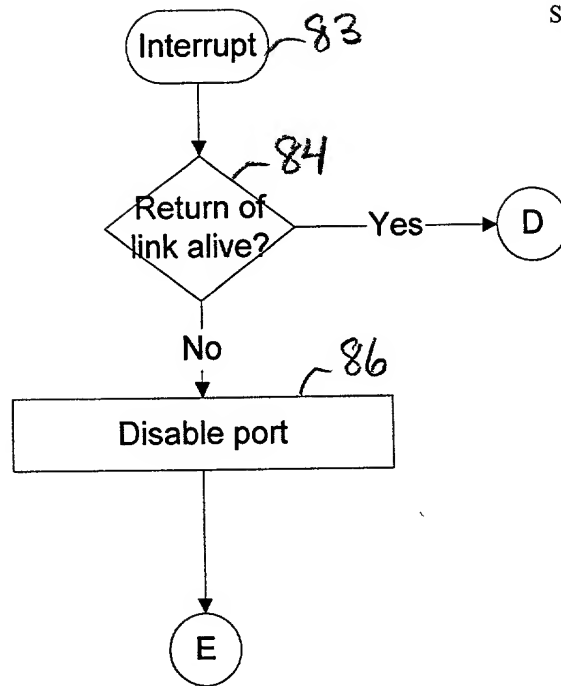 S
Interrupt
83
84
Return of
link alive?
Yes
D
No
86
Disable port
E